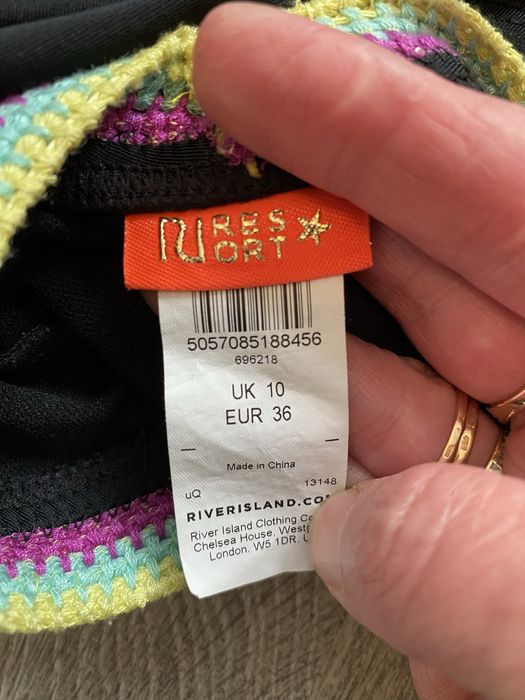 RI RES
ORT
5057085188456
696218
UK 10
EUR 36
Made in China
uQ 13148
RIVERISLAND.CO
River Island Clothing Co
Chelsea House, West
London. W5 1DR.